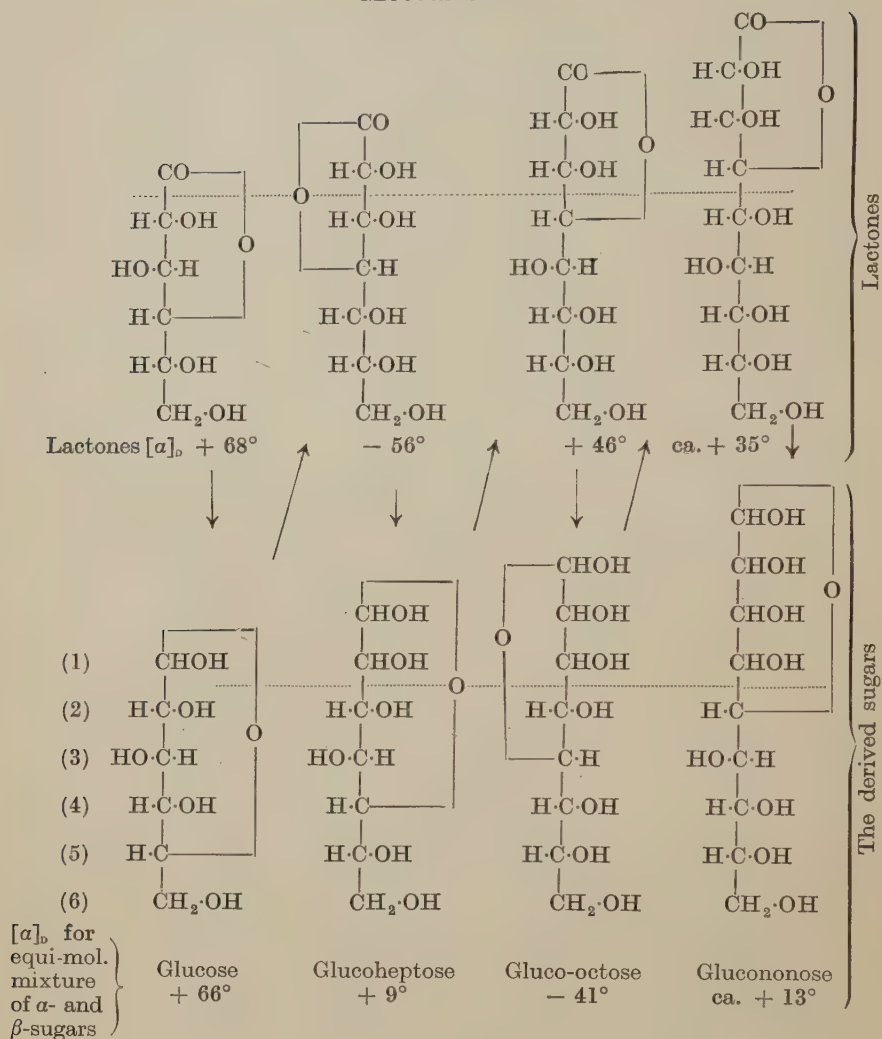 CO
H·C·OH
O
HO·C·H
H·C
H·C·OH
CH₂·OH
Lactones [α]D + 68°
CO
H·C·OH
O
H·C·OH
C·H
H·C·OH
H·C·OH
CH₂·OH
− 56°
CO
H·C·OH
O
H·C·OH
H·C
HO·C·H
H·C·OH
H·C·OH
CH₂·OH
+ 46°
CO
H·C·OH
O
H·C·OH
H·C
H·C·OH
HO·C·H
H·C·OH
H·C·OH
CH₂·OH
ca. + 35°
Lactones
(1) CHOH
(2) H·C·OH
O
(3) HO·C·H
(4) H·C·OH
(5) H·C
(6) CH₂·OH
CHOH
CHOH
O
H·C·OH
HO·C·H
H·C
H·C·OH
CH₂·OH
CHOH
CHOH
O
CHOH
H·C·OH
C·H
H·C·OH
H·C·OH
CH₂·OH
CHOH
CHOH
O
CHOH
CHOH
H·C
HO·C·H
H·C·OH
H·C·OH
CH₂·OH
The derived sugars
[α]D for
equi-mol.
mixture
of α- and
β-sugars
Glucose
+ 66°
Glucoheptose
+ 9°
Gluco-octose
− 41°
Glucononose
ca. + 13°